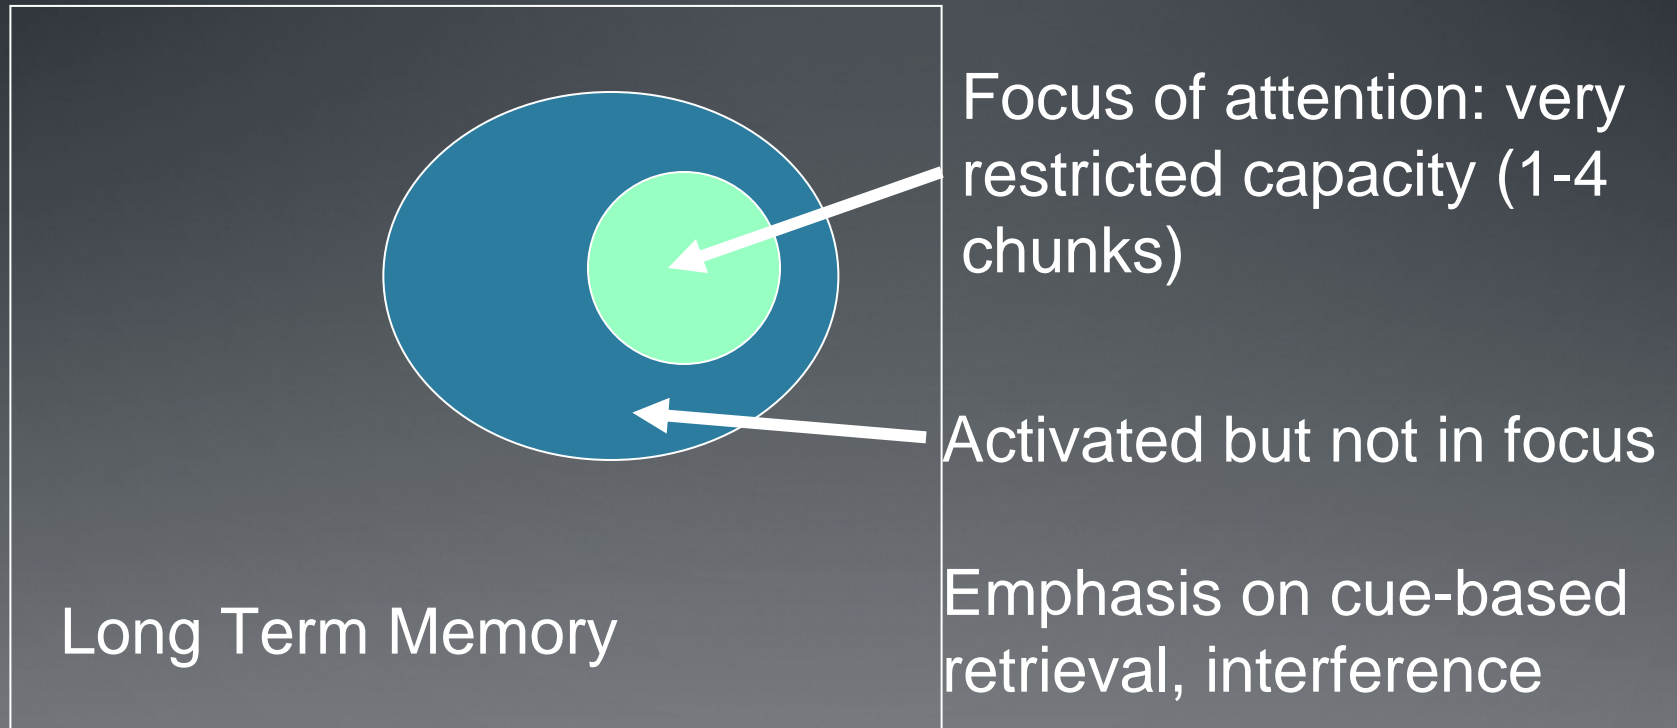 Focus of attention: very
restricted capacity (1-4
chunks)
Activated but not in focus
Emphasis on cue-based
retrieval, interference
Long Term Memory